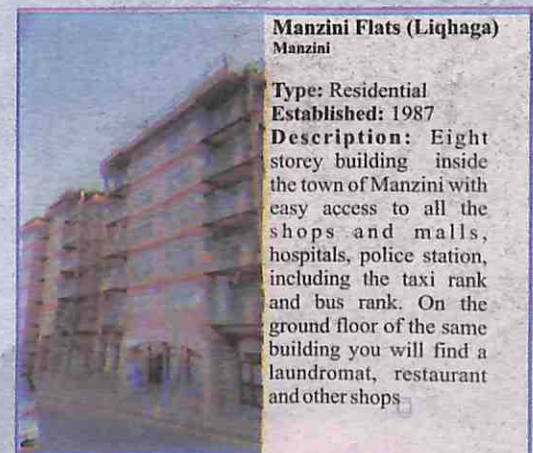 Manzini Flats (Liqhaga)
Manzini
Type: Residential
Established: 1987
Description: Eight
storey building inside
the town of Manzini with
easy access to all the
shops and malls,
hospitals, police station,
including the taxi rank
and bus rank. On the
ground floor of the same
building you will find a
laundromat, restaurant
and other shops